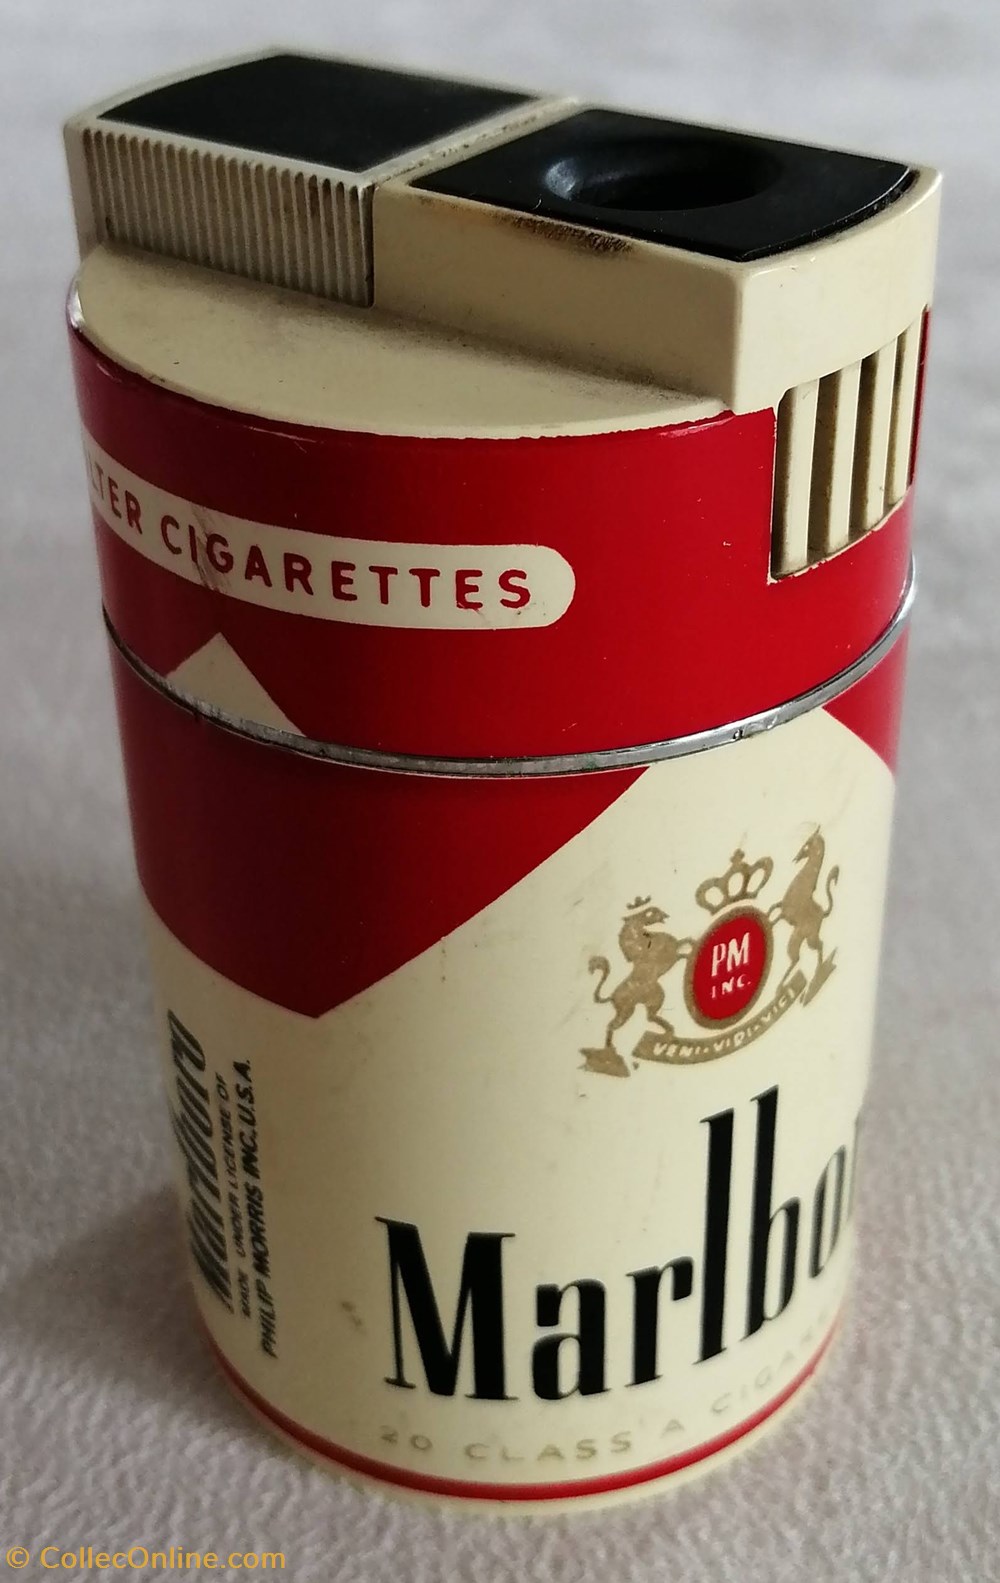 LTER CIGARETTES
PM
INC.
VENI·VIDI·VICI
Marlbo
20 CLASS A CIGA
Marlboro
MADE UNDER LICENSE OF
PHILIP MORRIS INC.U.S.A.
© CollecOnline.com